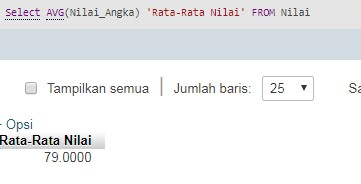 Select AVG(Nilai_Angka) 'Rata-Rata Nilai' FROM Nilai
Tampilkan semua | Jumlah baris: 25
Opsi
Rata-Rata Nilai
79.0000